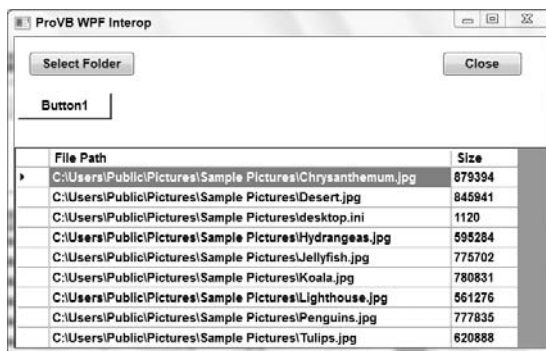 ProVB WPF Interop
Select Folder Close
Button1
File Path Size
C:\Users\Public\Pictures\Sample Pictures\Chrysanthemum.jpg 879394
C:\Users\Public\Pictures\Sample Pictures\Desert.jpg 845941
C:\Users\Public\Pictures\Sample Pictures\desktop.ini 1120
C:\Users\Public\Pictures\Sample Pictures\Hydrangeas.jpg 595284
C:\Users\Public\Pictures\Sample Pictures\Jellyfish.jpg 775702
C:\Users\Public\Pictures\Sample Pictures\Koala.jpg 780831
C:\Users\Public\Pictures\Sample Pictures\Lighthouse.jpg 561276
C:\Users\Public\Pictures\Sample Pictures\Penguins.jpg 777835
C:\Users\Public\Pictures\Sample Pictures\Tulips.jpg 620888